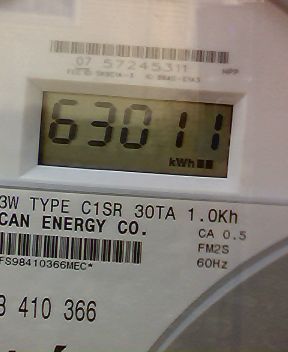 07 57245311
NPP
63011
kWh
3W TYPE C1SR 30TA 1.0Kh
CAN ENERGY CO.
CA 0.5
FM2S
FS98410366MEC*
60Hz
8 410 366